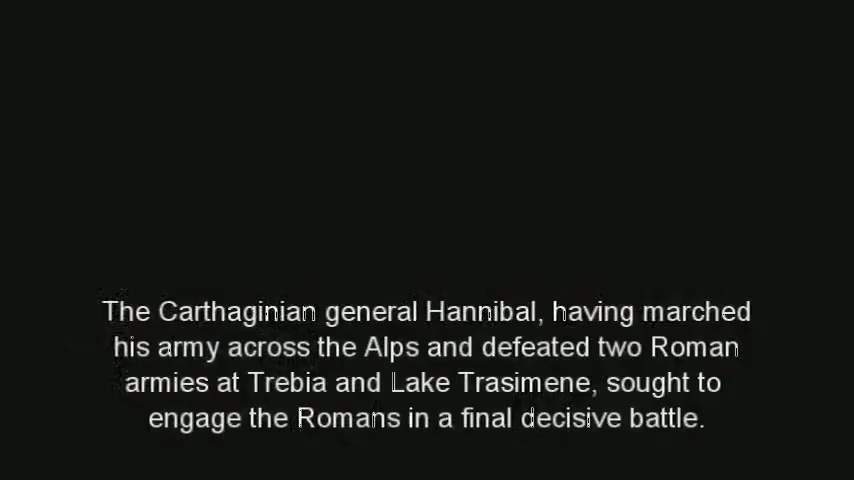 The Carthaginian general Hannibal, having marched
his army across the Alps and defeated two Roman
armies at Trebia and Lake Trasimene, sought to
engage the Romans in a final decisive battle.